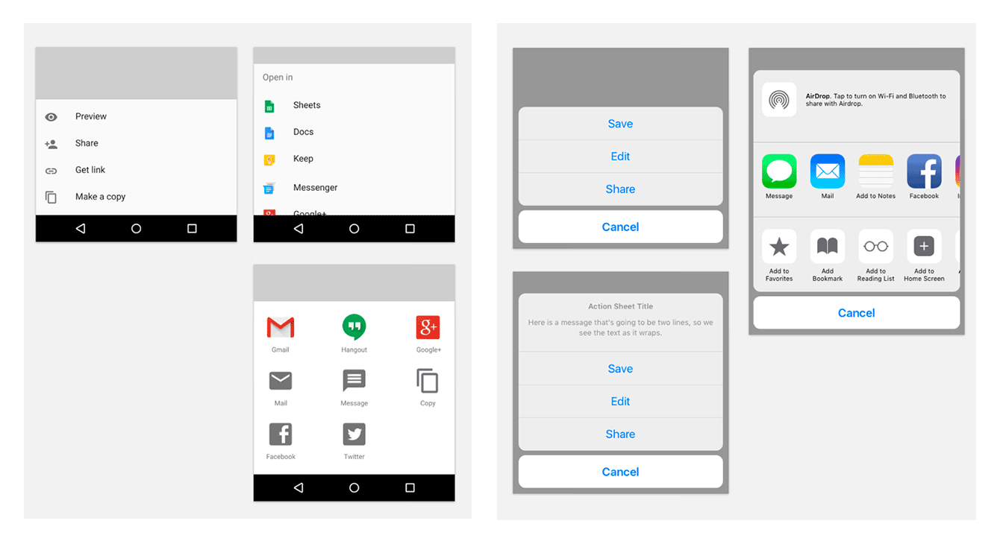 Preview
Share
Get link
Make a copy
Open in
Sheets
Docs
Keep
Messenger
Google+
Gmail
Hangout
Google+
Mail
Message
Copy
Facebook
Twitter
Save
Edit
Share
Cancel
Action Sheet Title
Here is a message that's going to be two lines, so we
see the text as it wraps.
Save
Edit
Share
Cancel
AirDrop. Tap to turn on Wi-Fi and Bluetooth to
share with Airdrop.
Message
Mail
Add to Notes
Facebook
Add to
Favorites
Add
Bookmark
Add to
Reading List
Add to
Home Screen
Cancel